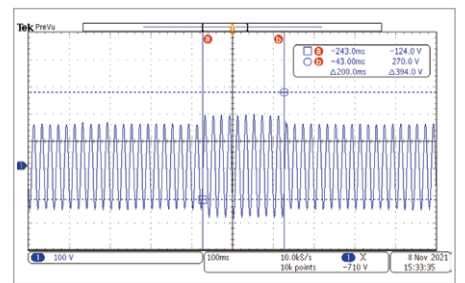 Tek PreVu
a b
a -243.0ms -124.0 V
b -43.00ms 270.0 V
Δ200.0ms Δ394.0 V
1
1 100 V
100ms
10.0kS/s
10k points
1 X
-710 V
8 Nov 2021
15:33:35